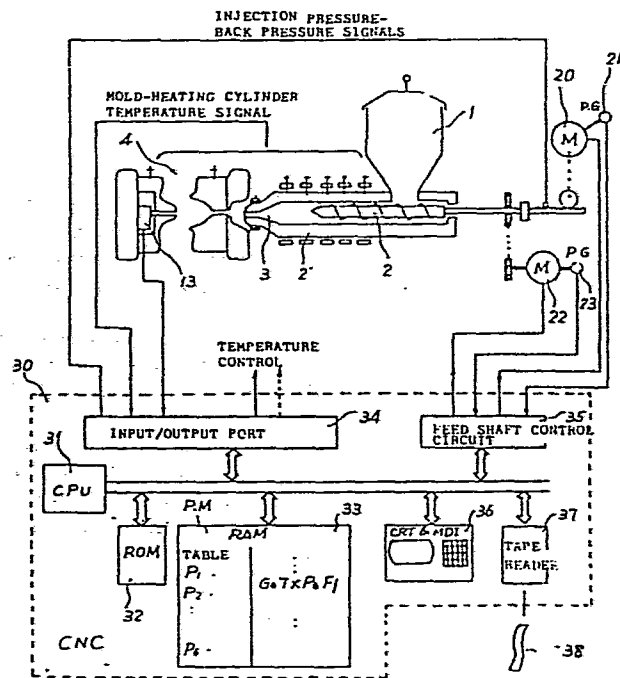 INJECTION PRESSURE-
BACK PRESSURE SIGNALS
MOLD-HEATING CYLINDER
TEMPERATURE SIGNAL
20
21
P.G
M
1
4
13
3
2'
2
M
P G
22
23
TEMPERATURE
CONTROL
30
INPUT/OUTPUT PORT
34
FEED SHAFT CONTROL
CIRCUIT
35
31
CPU
ROM
32
P.M
RAM
33
TABLE
P1 -
P2 -
P6 -
CRT & MDI
36
TAPE
READER
37
CNC
38